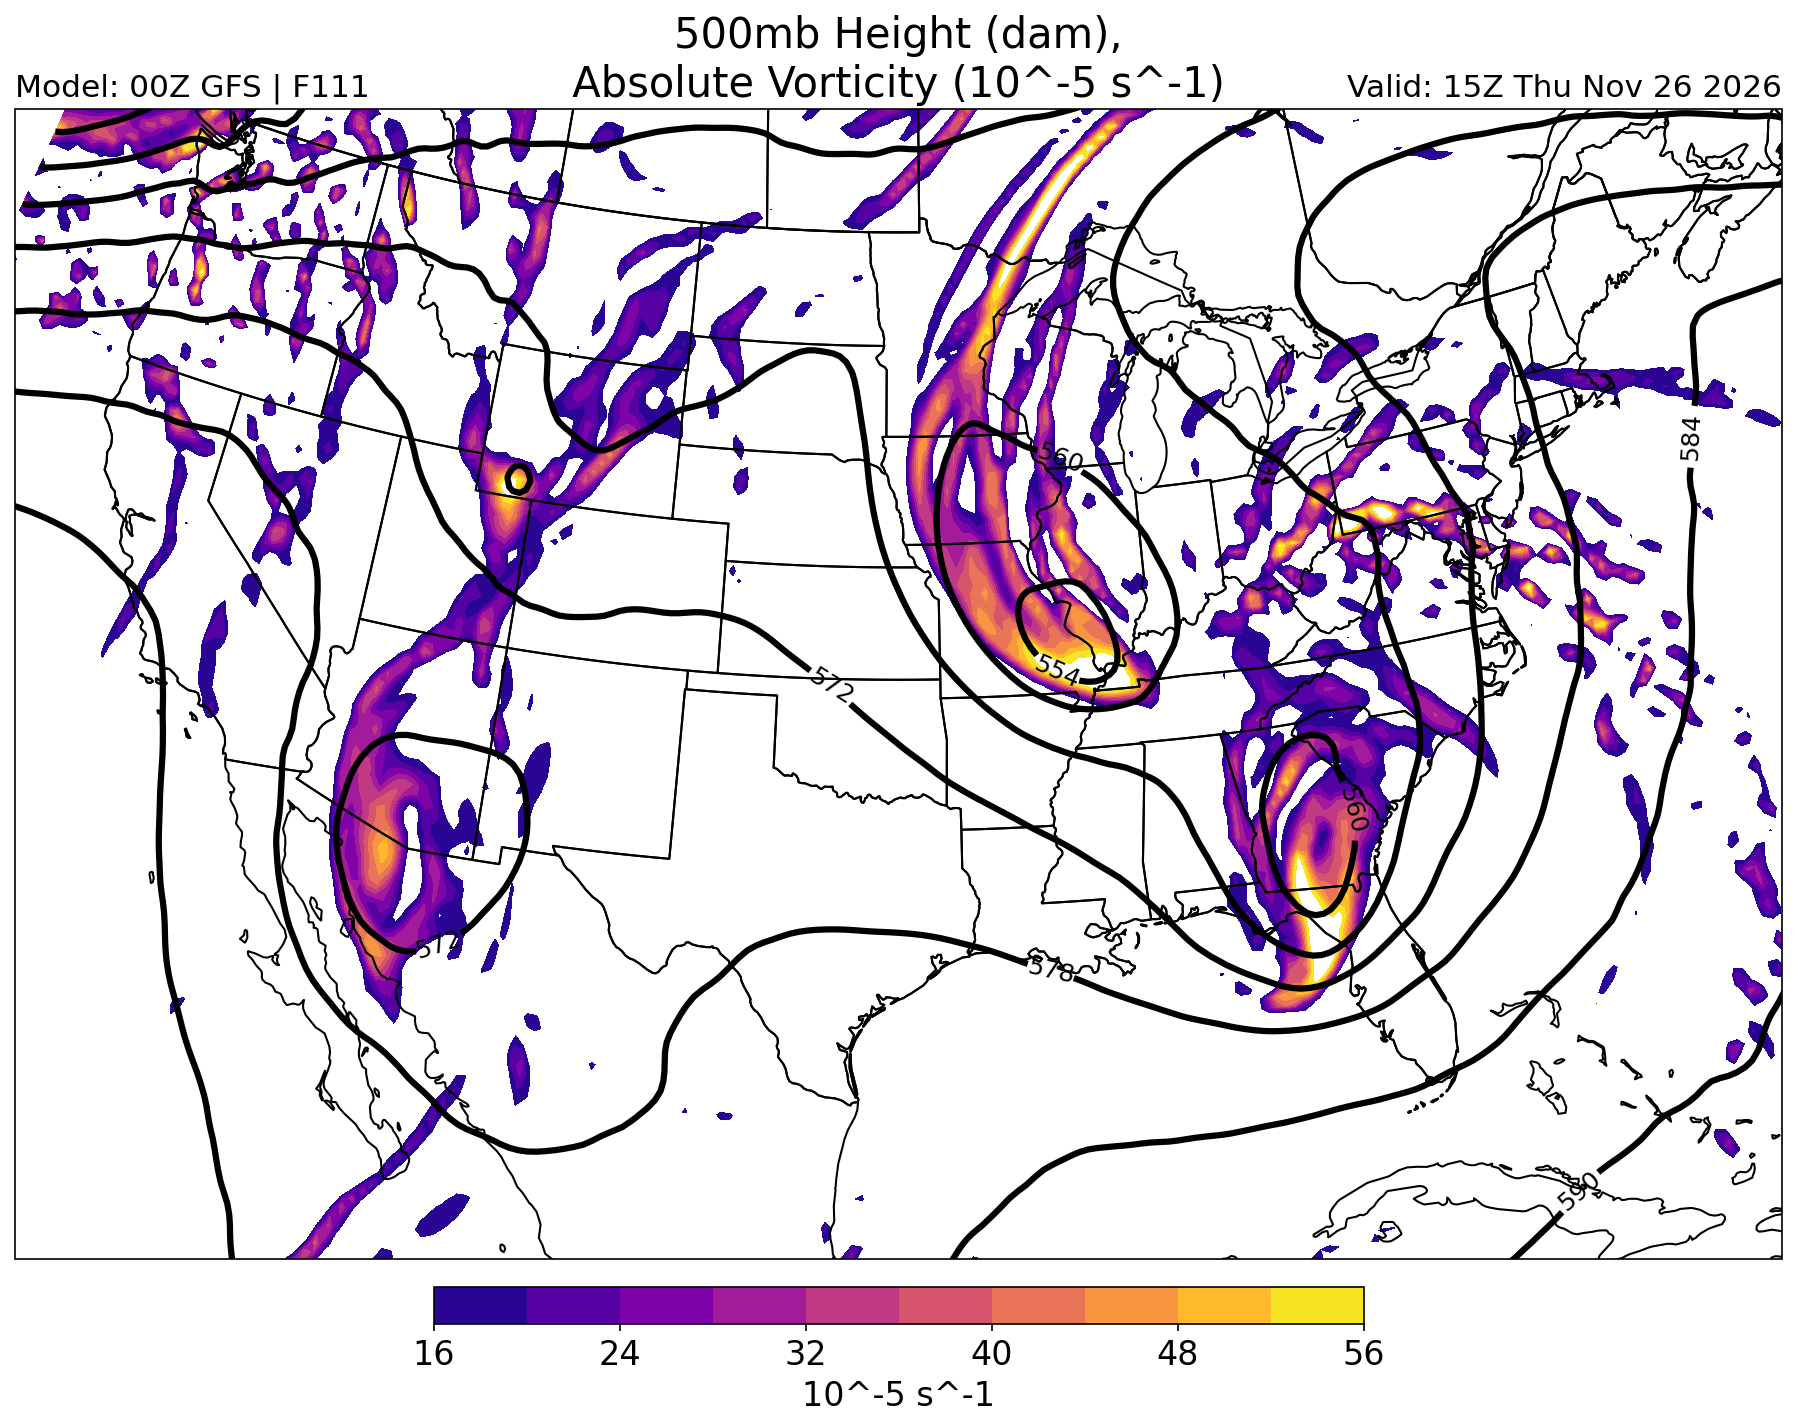 500mb Height (dam),
Absolute Vorticity (10^-5 s^-1)
Model: 00Z GFS | F111
Valid: 15Z Thu Nov 26 2026
560
584
554
572
560
572
578
590
16 24 32 40 48 56
10^-5 s^-1